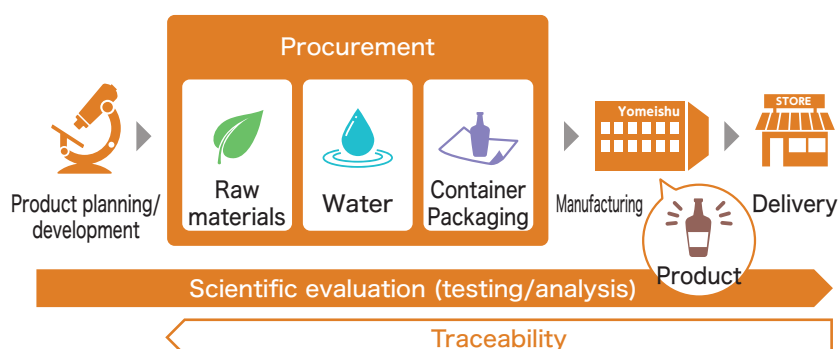 Procurement
Product planning/
development
Raw
materials
Water
Container
Packaging
Yomeishu
Manufacturing
Product
STORE
Delivery
Scientific evaluation (testing/analysis)
Traceability